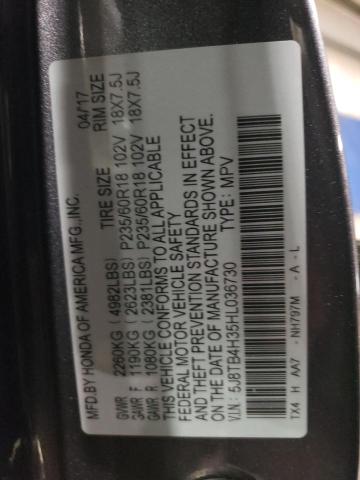 MFD.BY HONDA OF AMERICA MFG.,INC. 04/17
TIRE SIZE RIM SIZE
GVWR 2260KG (4982LBS)
GAWR F 1190KG (2623LBS) P235/60R18 102V 18X7.5J
GAWR R 1080KG (2381LBS) P235/60R18 102V 18X7.5J
THIS VEHICLE CONFORMS TO ALL APPLICABLE
FEDERAL MOTOR VEHICLE SAFETY
AND THEFT PREVENTION STANDARDS IN EFFECT
ON THE DATE OF MANUFACTURE SHOWN ABOVE.
V.I.N: 5J8TB4H35HL036730 TYPE: MPV
TX4 H AA7 NH797M - A - L